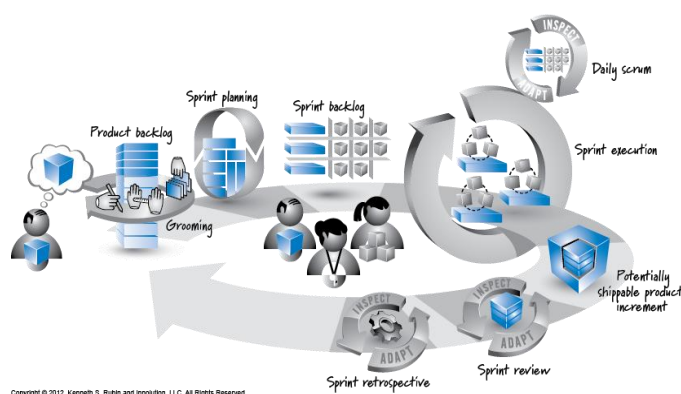 INSPECT
ADAPT
Daily scrum
Sprint planning
Sprint backlog
Product backlog
Sprint execution
Grooming
Potentially
shippable product
increment
INSPECT
ADAPT
INSPECT
ADAPT
Sprint review
Sprint retrospective
Copyright © 2012, Kenneth S. Rubin and Innolution, LLC. All Rights Reserved.